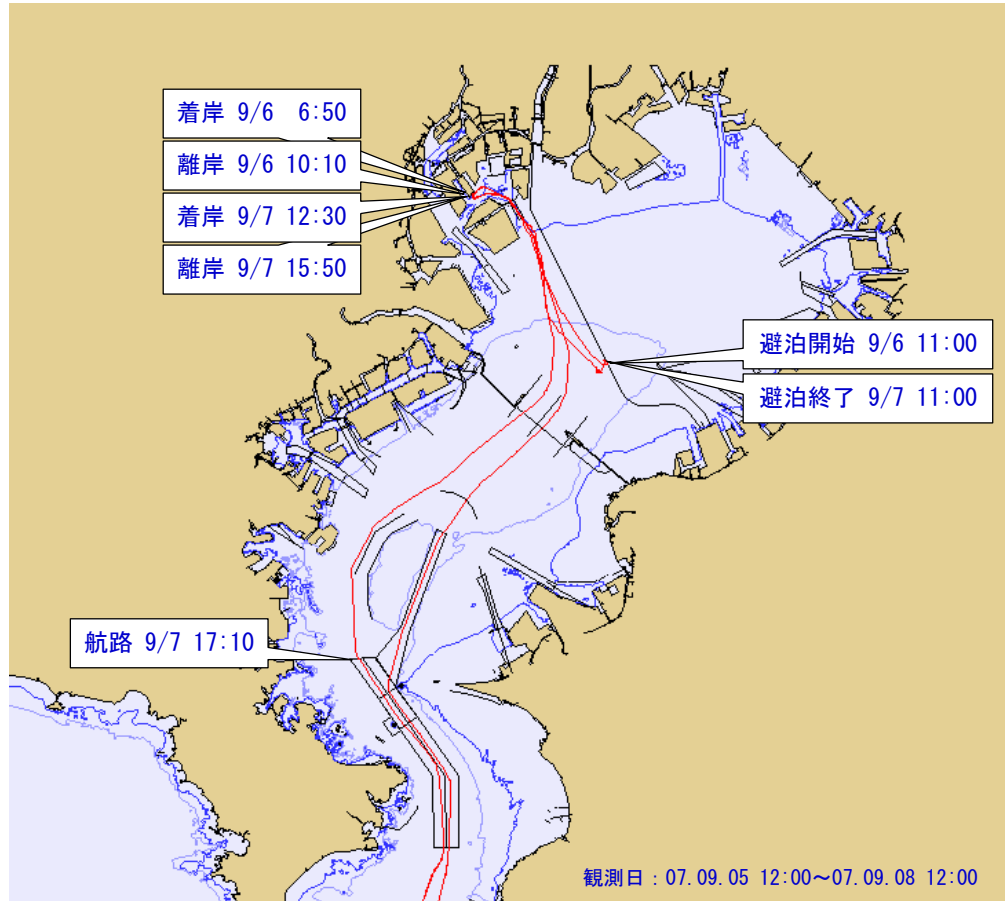 着岸 9/6 6:50
離岸 9/6 10:10
着岸 9/7 12:30
離岸 9/7 15:50
避泊開始 9/6 11:00
避泊終了 9/7 11:00
航路 9/7 17:10
観測日：07.09.05 12:00～07.09.08 12:00